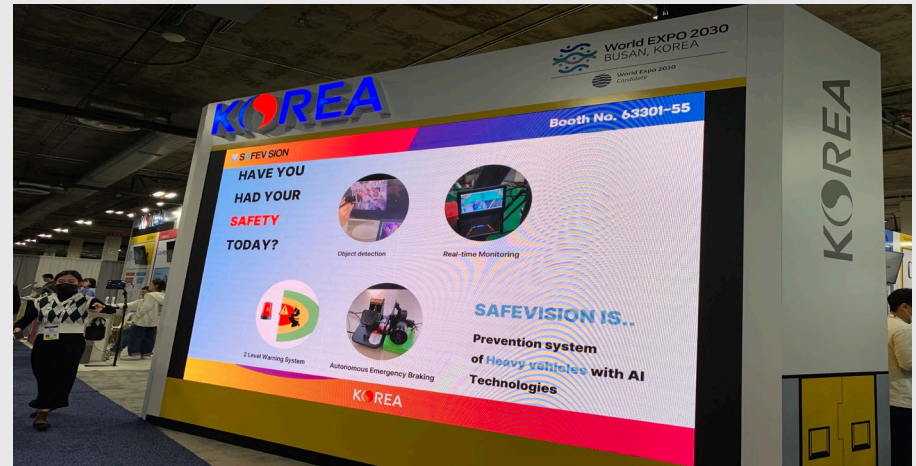 World EXPO 2030
BUSAN, KOREA
World Expo 2030
Candidate
KOREA
Booth No. 63301~55
SAFEVISION
HAVE YOU
HAD YOUR
SAFETY
TODAY?
Object detection
Real-time Monitoring
2 Level Warning System
Autonomous Emergency Braking
SAFEVISION IS..
Prevention system
of Heavy vehicles with AI
Technologies
KOREA
KOREA